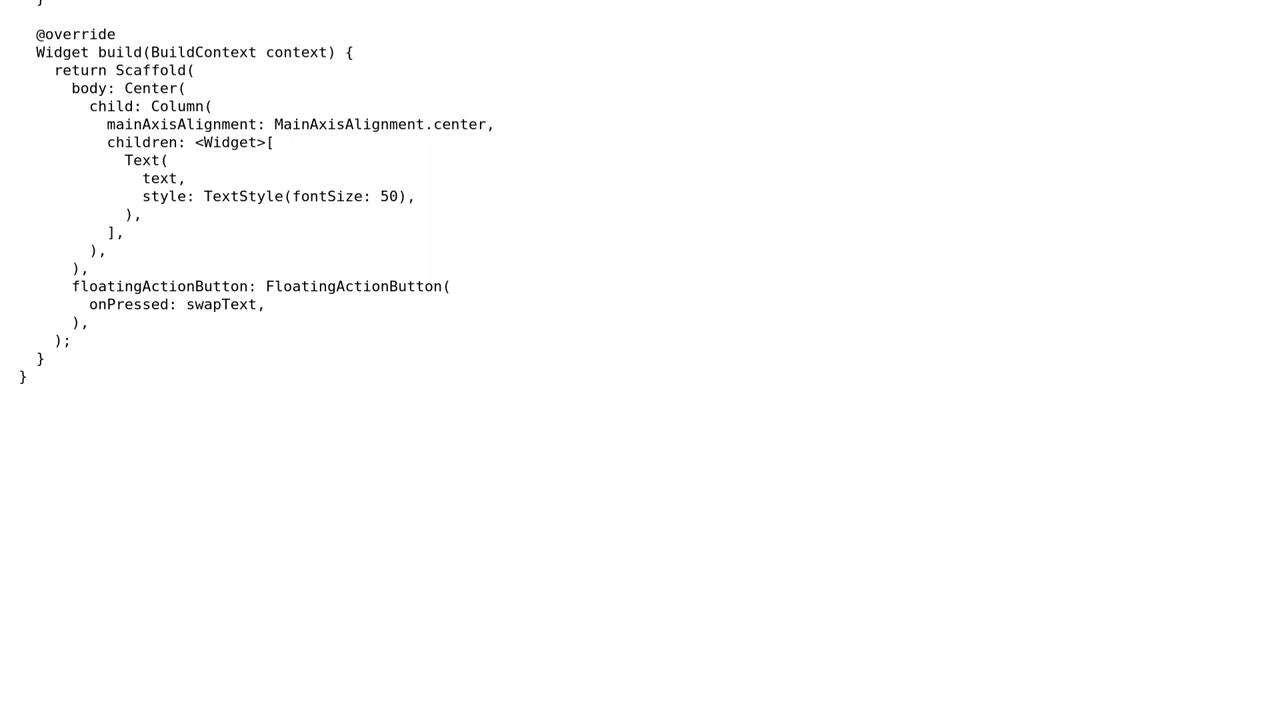 }
@override
Widget build(BuildContext context) {
return Scaffold(
body: Center(
child: Column(
mainAxisAlignment: MainAxisAlignment.center,
children: <Widget>[
Text(
text,
style: TextStyle(fontSize: 50),
),
],
),
),
floatingActionButton: FloatingActionButton(
onPressed: swapText,
),
);
}
}